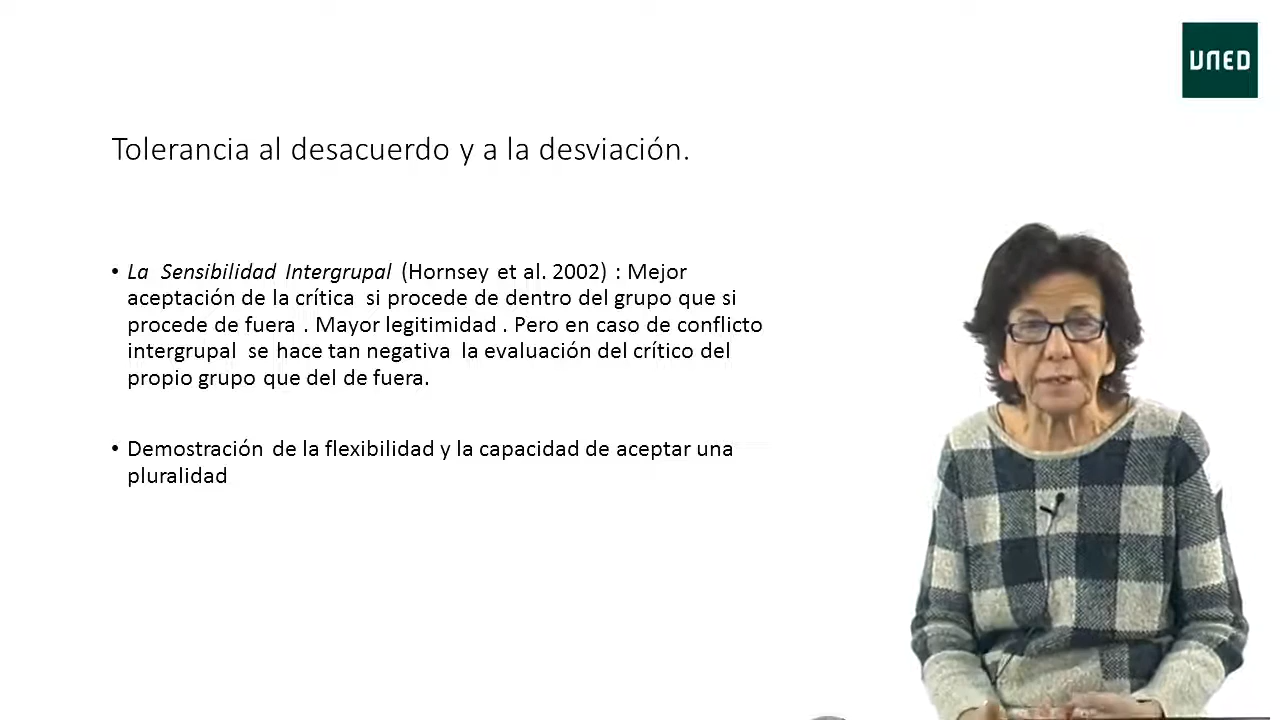 UNED
Tolerancia al desacuerdo y a la desviación.
• La Sensibilidad Intergrupal (Hornsey et al. 2002) : Mejor
aceptación de la crítica si procede de dentro del grupo que si
procede de fuera . Mayor legitimidad . Pero en caso de conflicto
intergrupal se hace tan negativa la evaluación del crítico del
propio grupo que del de fuera.
• Demostración de la flexibilidad y la capacidad de aceptar una
pluralidad